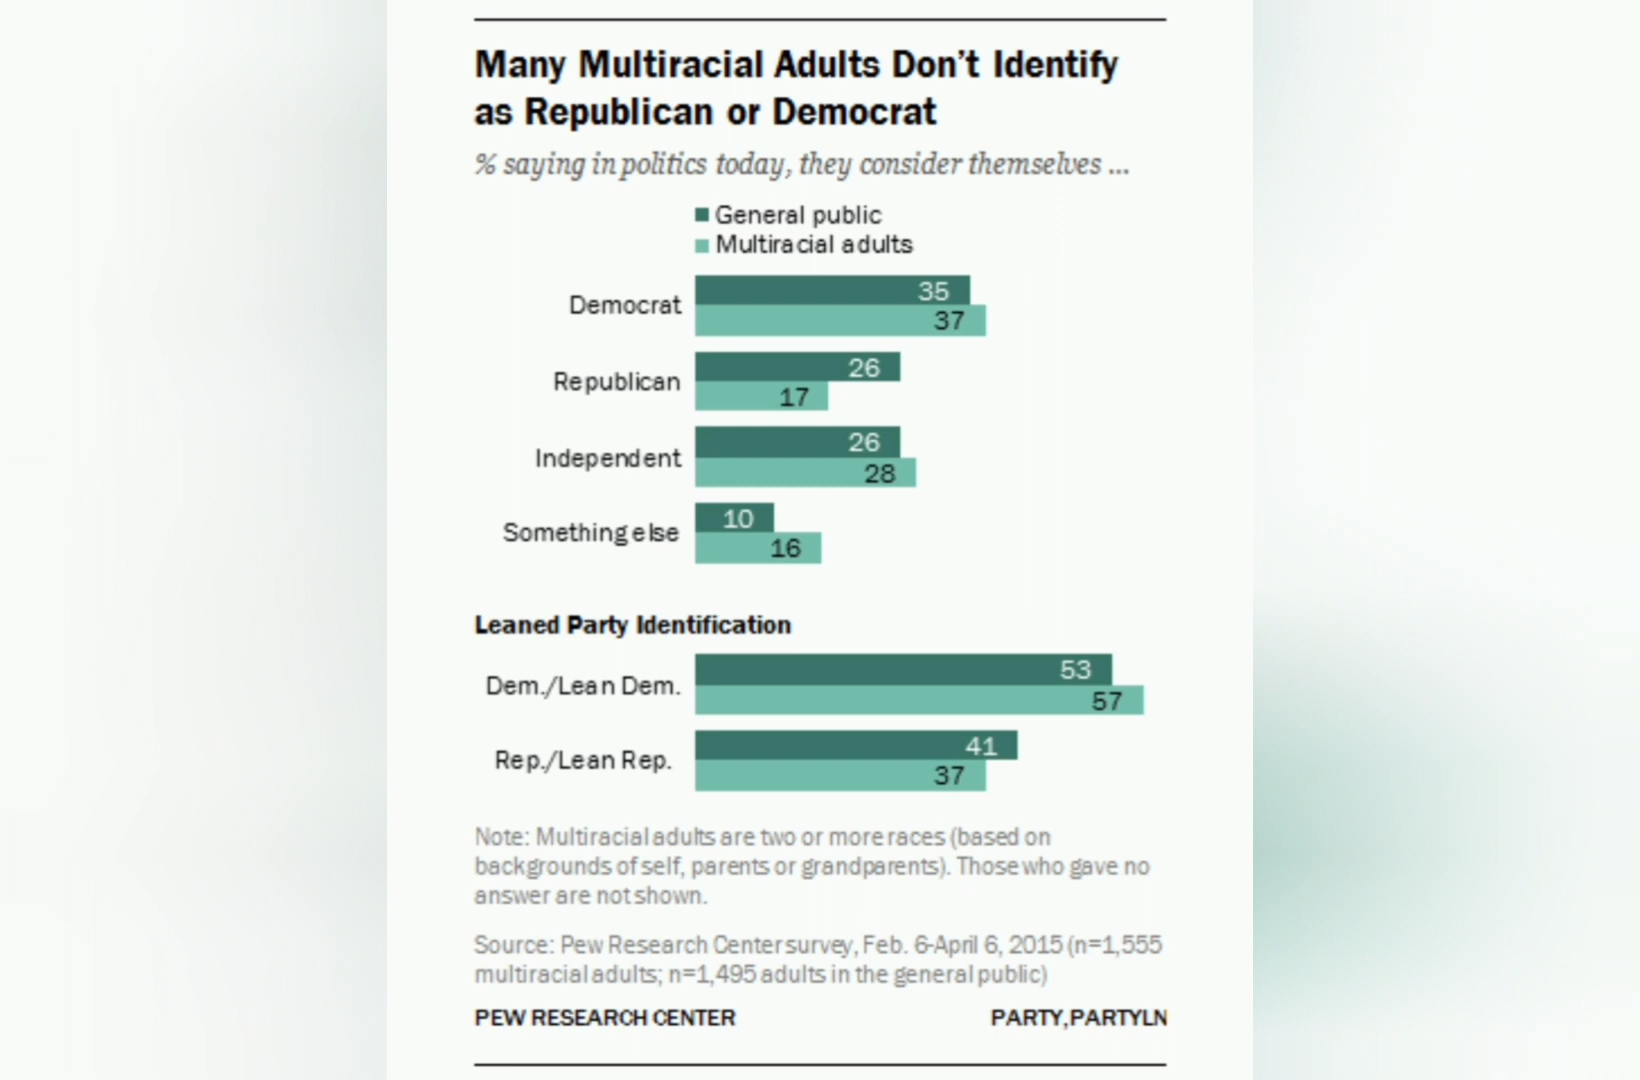 Many Multiracial Adults Don't Identify
as Republican or Democrat
% saying in politics today, they consider themselves ...
General public
Multiracial adults
Democrat 35
37
Republican 26
17
Independent 26
28
Something else 10
16
Leaned Party Identification
Dem./Lean Dem. 53
57
Rep./Lean Rep. 41
37
Note: Multiracial adults are two or more races (based on
backgrounds of self, parents or grandparents). Those who gave no
answer are not shown.
Source: Pew Research Center survey, Feb. 6-April 6, 2015 (n=1,555
multiracial adults; n=1,495 adults in the general public)
PEW RESEARCH CENTER PARTY,PARTYLN